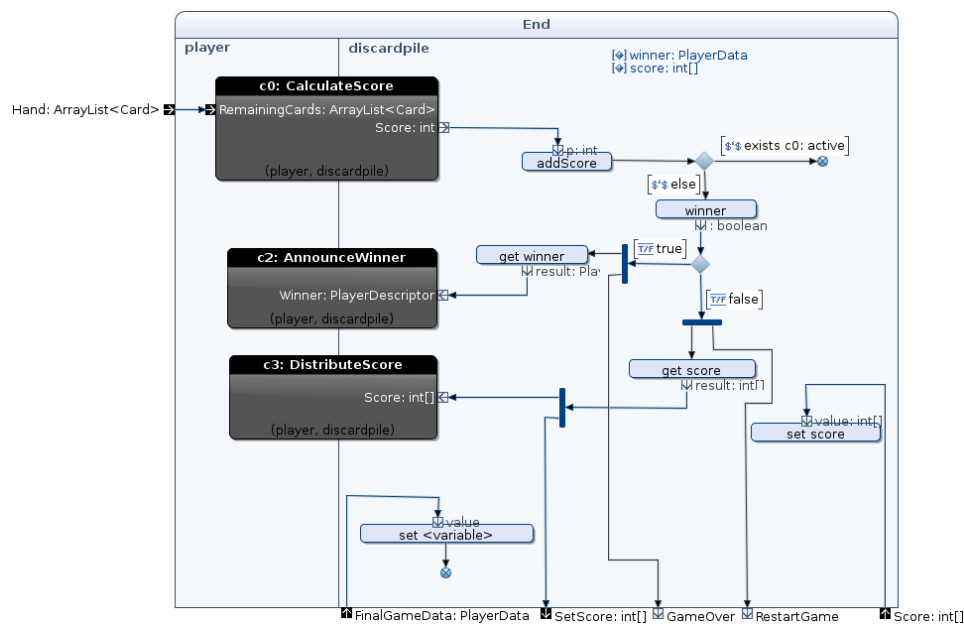 End
player
discardpile
winner: PlayerData
score: int[]
c0: CalculateScore
Hand: ArrayList<Card>
RemainingCards: ArrayList<Card>
Score: int
(player, discardpile)
p: int
addScore
$'$ exists c0: active
$'$ else
winner
: boolean
T/F true
get winner
result: Pla
c2: AnnounceWinner
Winner: PlayerDescriptor
(player, discardpile)
T/F false
c3: DistributeScore
get score
result: int[]
Score: int[]
(player, discardpile)
value: int[]
set score
value
set <variable>
FinalGameData: PlayerData
SetScore: int[]
GameOver
RestartGame
Score: int[]